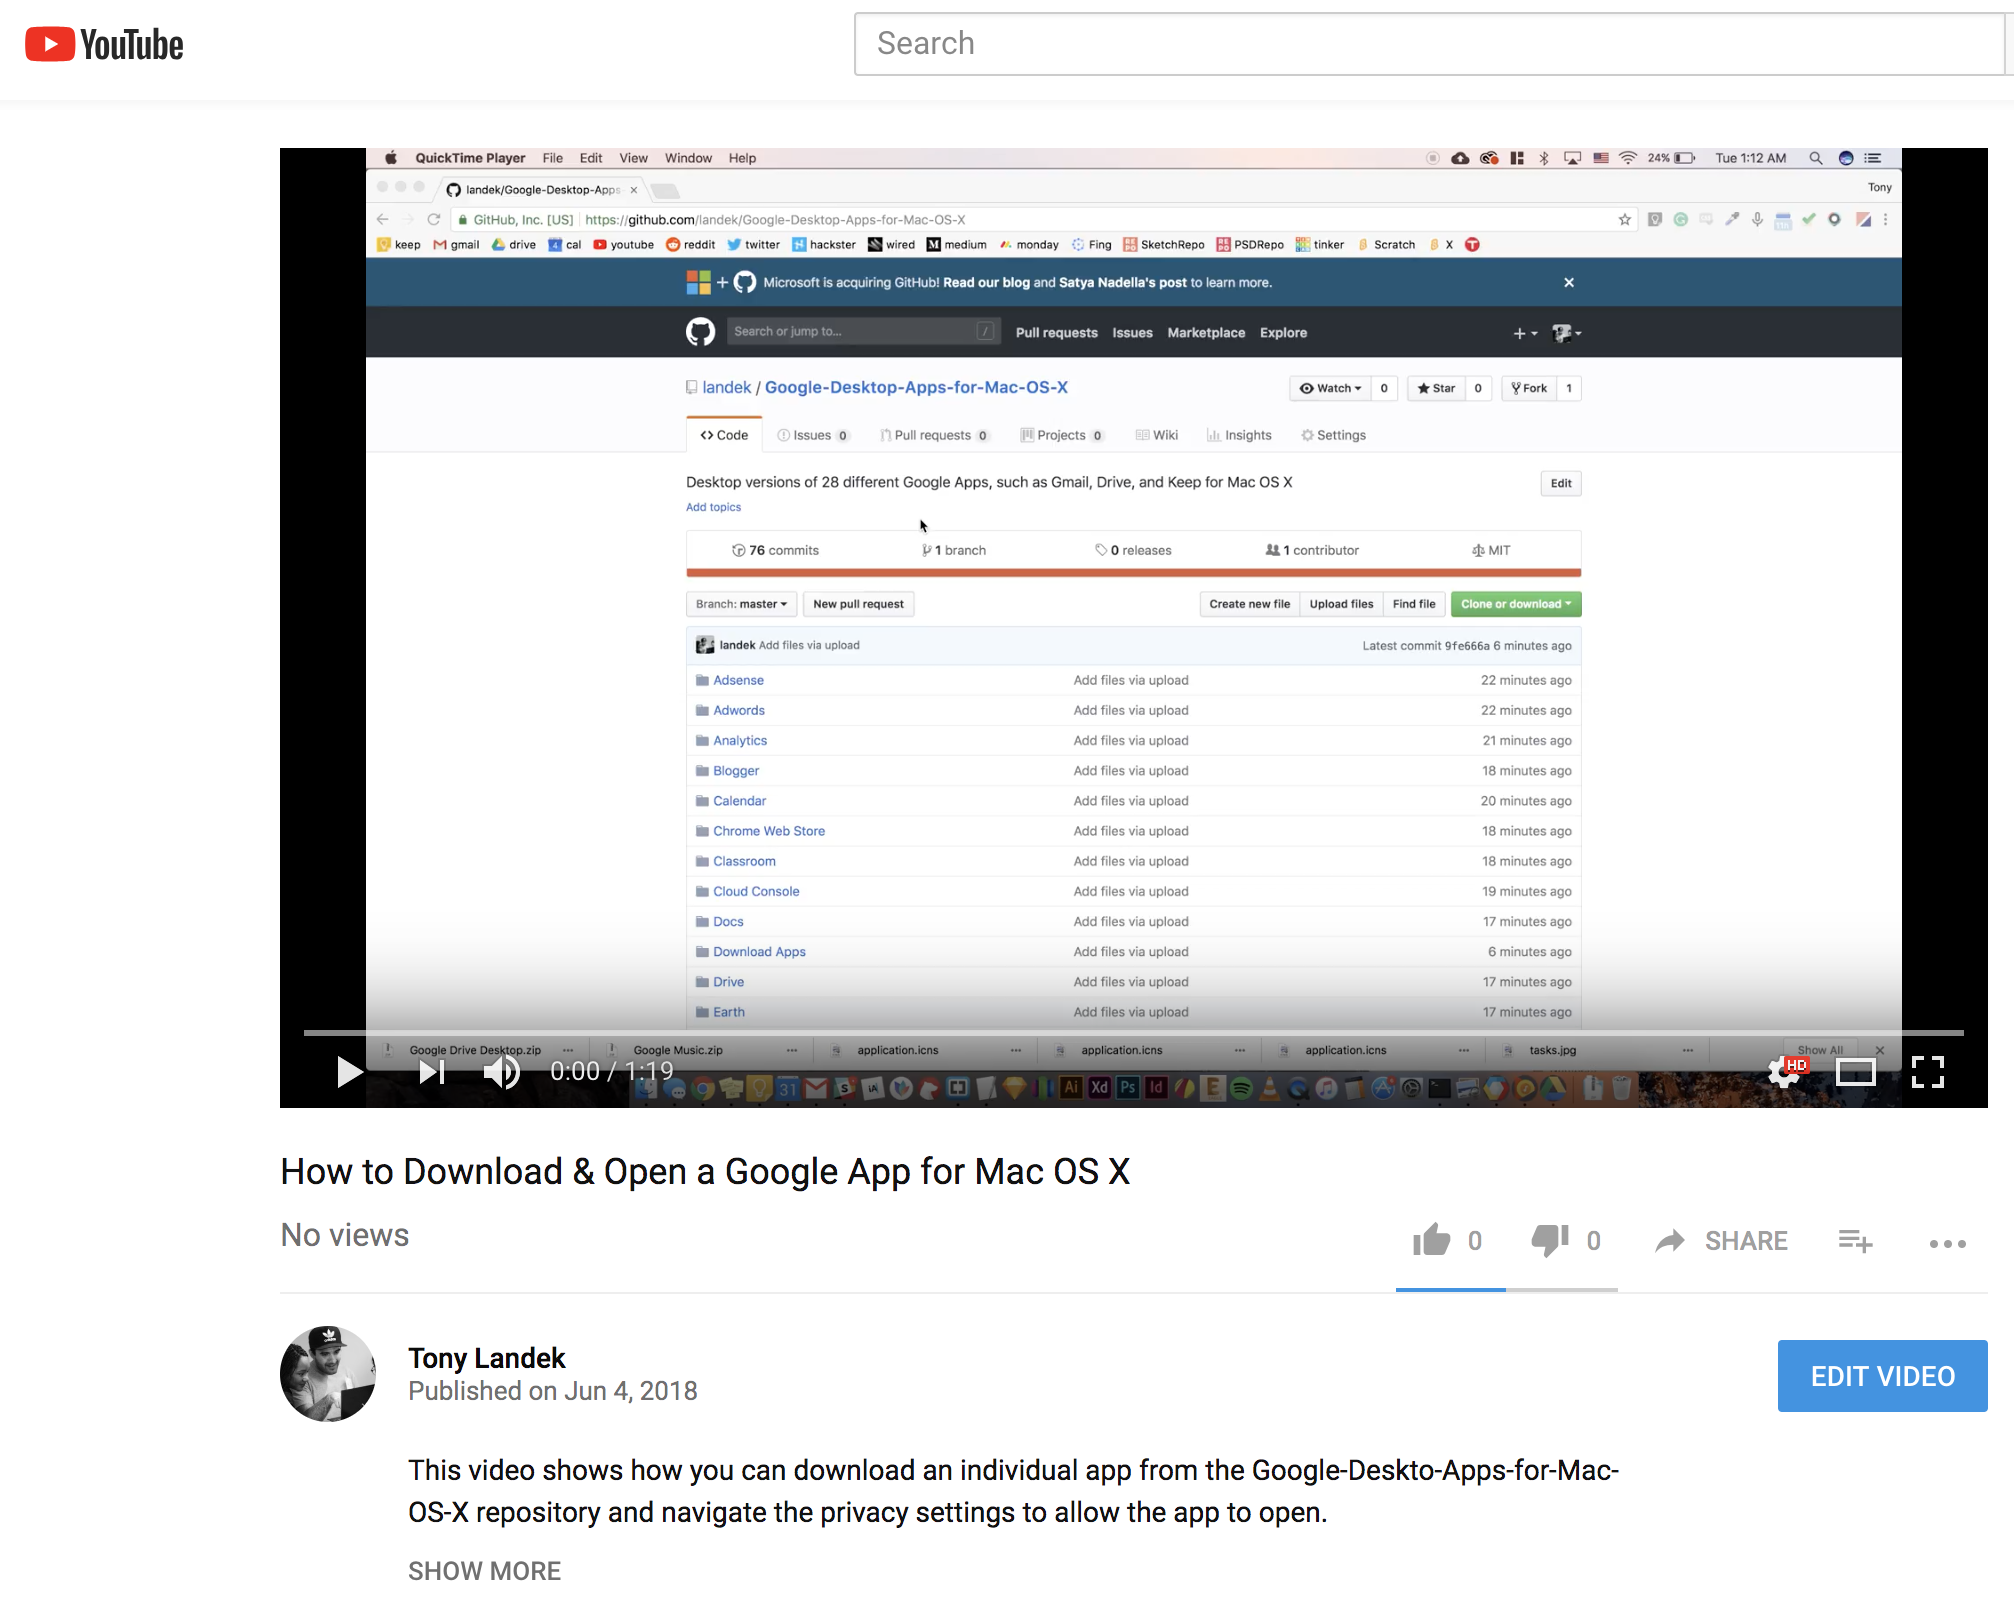 YouTube
Search
QuickTime Player File Edit View Window Help 24% Tue 1:12 AM
landek/Google-Desktop-Apps × Tony
GitHub, Inc. [US] https://github.com/landek/Google-Desktop-Apps-for-Mac-OS-X
keep gmail drive cal youtube reddit twitter hackster wired medium monday Fing SketchRepo PSDRepo tinker Scratch X
+ Microsoft is acquiring GitHub! Read our blog and Satya Nadella's post to learn more. ×
Search or jump to... / Pull requests Issues Marketplace Explore +
landek / Google-Desktop-Apps-for-Mac-OS-X Watch 0 Star 0 Fork 1
<> Code Issues 0 Pull requests 0 Projects 0 Wiki Insights Settings
Desktop versions of 28 different Google Apps, such as Gmail, Drive, and Keep for Mac OS X Edit
Add topics
76 commits 1 branch 0 releases 1 contributor MIT
Branch: master New pull request Create new file Upload files Find file Clone or download
landek Add files via upload Latest commit 9fe666a 6 minutes ago
Adsense Add files via upload 22 minutes ago
Adwords Add files via upload 22 minutes ago
Analytics Add files via upload 21 minutes ago
Blogger Add files via upload 18 minutes ago
Calendar Add files via upload 20 minutes ago
Chrome Web Store Add files via upload 18 minutes ago
Classroom Add files via upload 18 minutes ago
Cloud Console Add files via upload 19 minutes ago
Docs Add files via upload 17 minutes ago
Download Apps Add files via upload 6 minutes ago
Drive Add files via upload 17 minutes ago
Earth Add files via upload 17 minutes ago
Google Drive Desktop.zip Google Music.zip application.icns application.icns application.icns tasks.jpg Show All ×
0:00 / 1:19 HD
31 Ai Xd Ps Id
How to Download & Open a Google App for Mac OS X
No views
0 0 SHARE
Tony Landek
Published on Jun 4, 2018
EDIT VIDEO
This video shows how you can download an individual app from the Google-Deskto-Apps-for-Mac-
OS-X repository and navigate the privacy settings to allow the app to open.
SHOW MORE